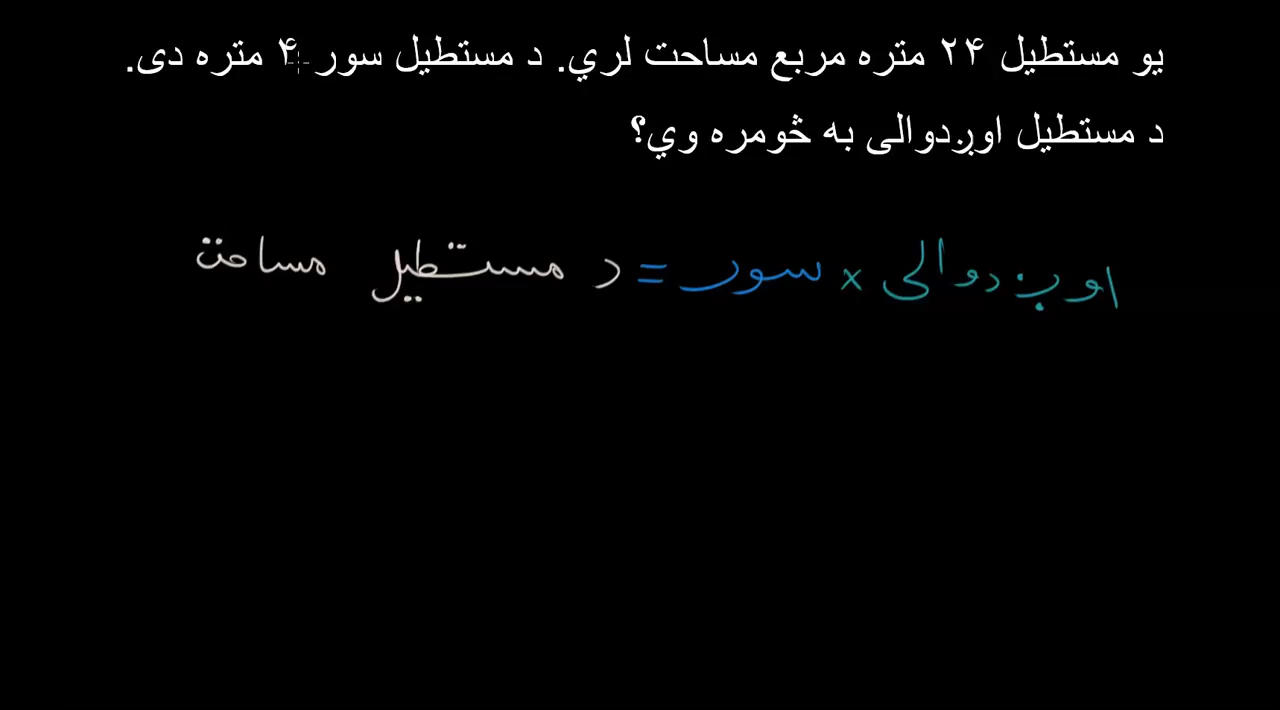 یو مستطیل ۲۴ متره مربع مساحت لري. د مستطیل سور ۴ متره دی.
د مستطیل اوږدوالی به څومره وي؟
اوږدوالی × سور = د مستطیل مساحت